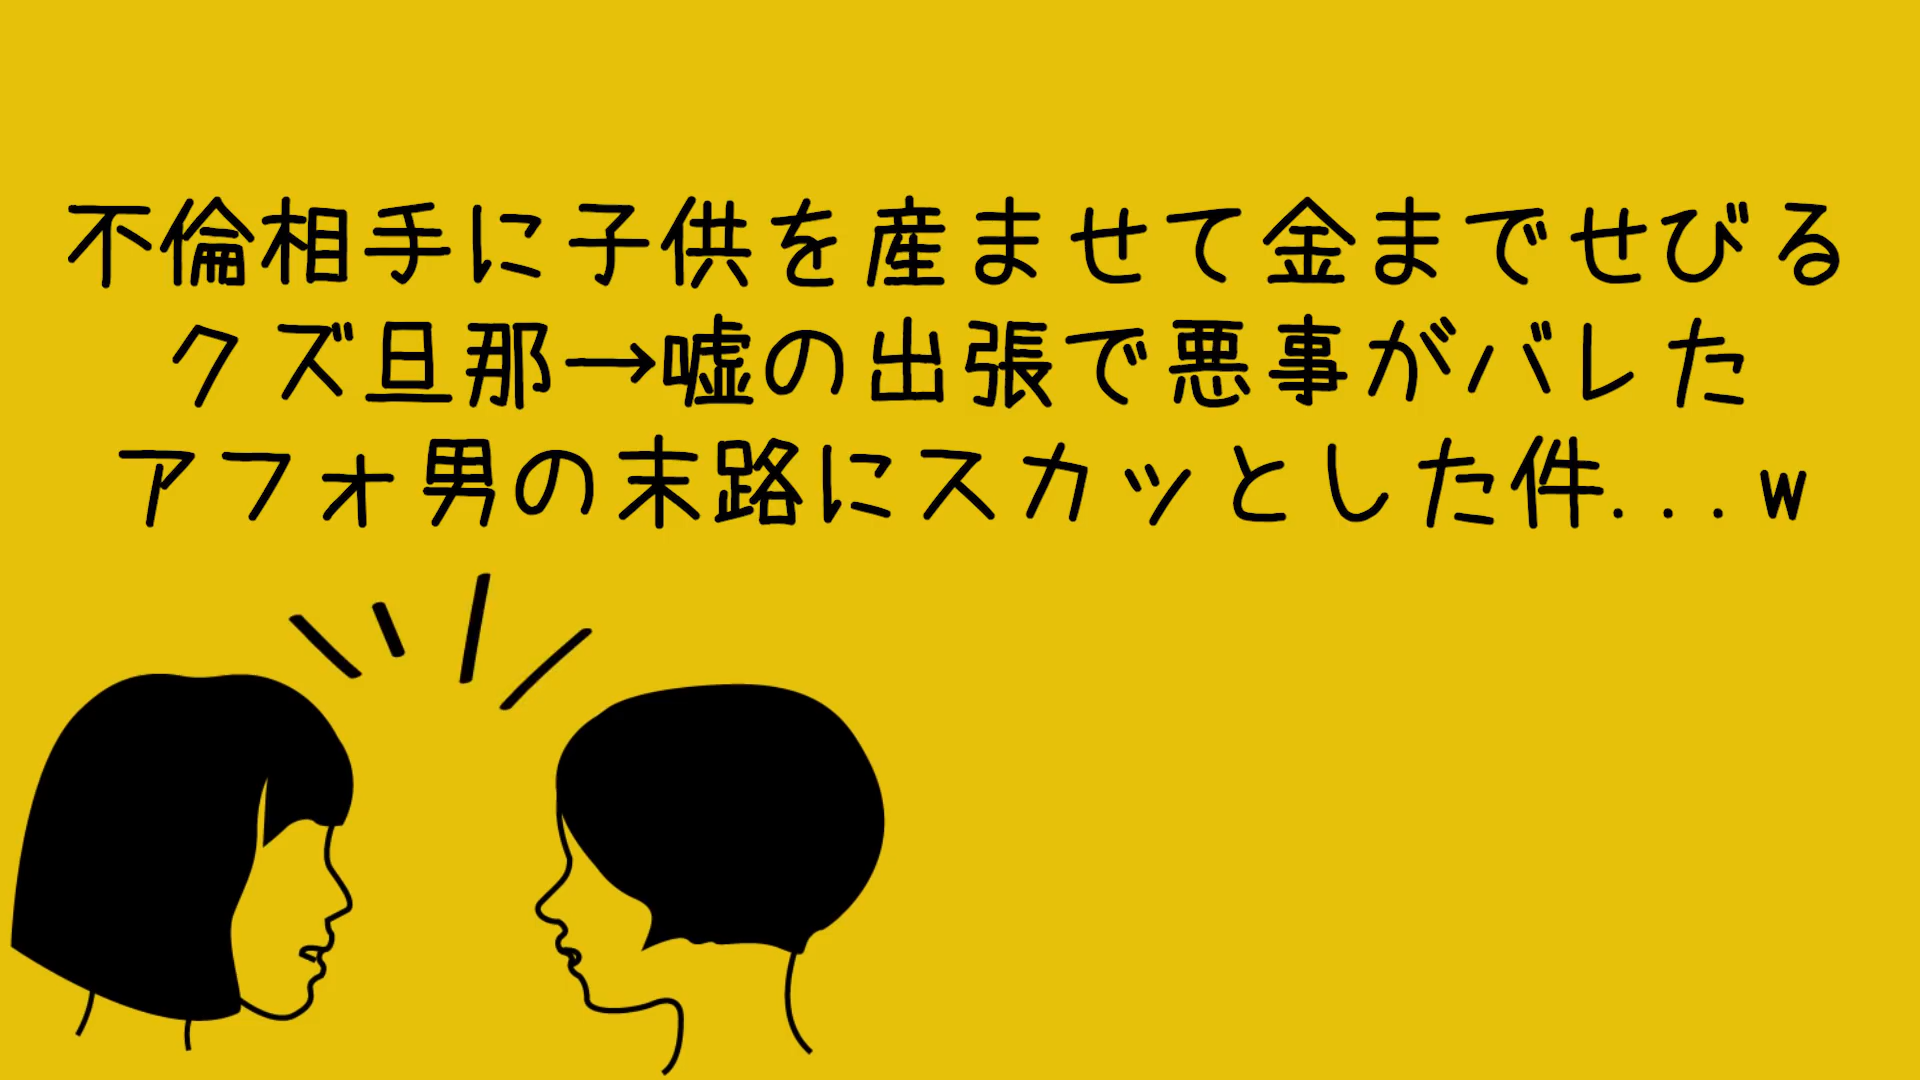 不倫相手に子供を産ませて金までせびる
クズ旦那→嘘の出張で悪事がバレた
アフォ男の末路にスカッとした件...w